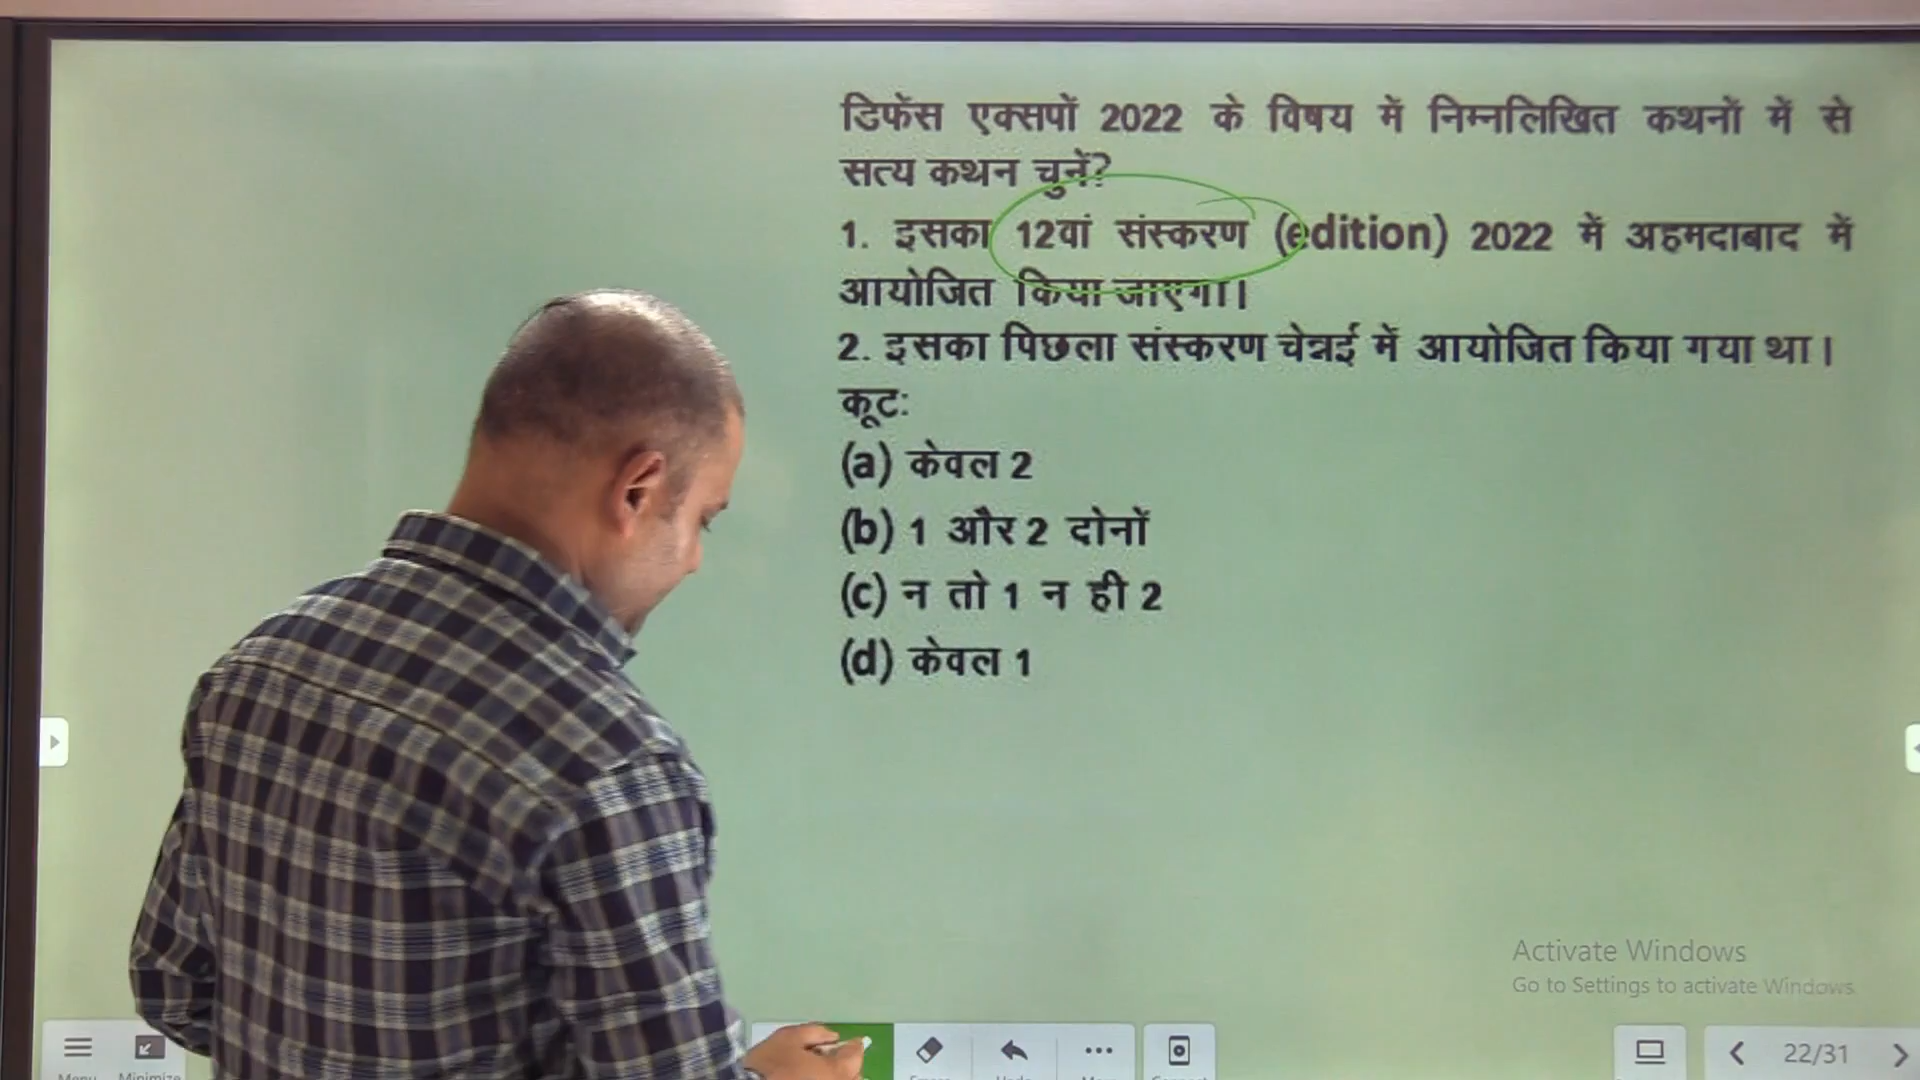 डिफेंस एक्सपों 2022 के विषय में निम्नलिखित कथनों में से
सत्य कथन चुनें?
1. इसका 12वां संस्करण (edition) 2022 में अहमदाबाद में
आयोजित किया जाएगा।
2. इसका पिछला संस्करण चेन्नई में आयोजित किया गया था।
कूटः
(a) केवल 2
(b) 1 और 2 दोनों
(c) न तो 1 न ही 2
(d) केवल 1
Activate Windows
Go to Settings to activate Windows.
22/31
Menu Minimize